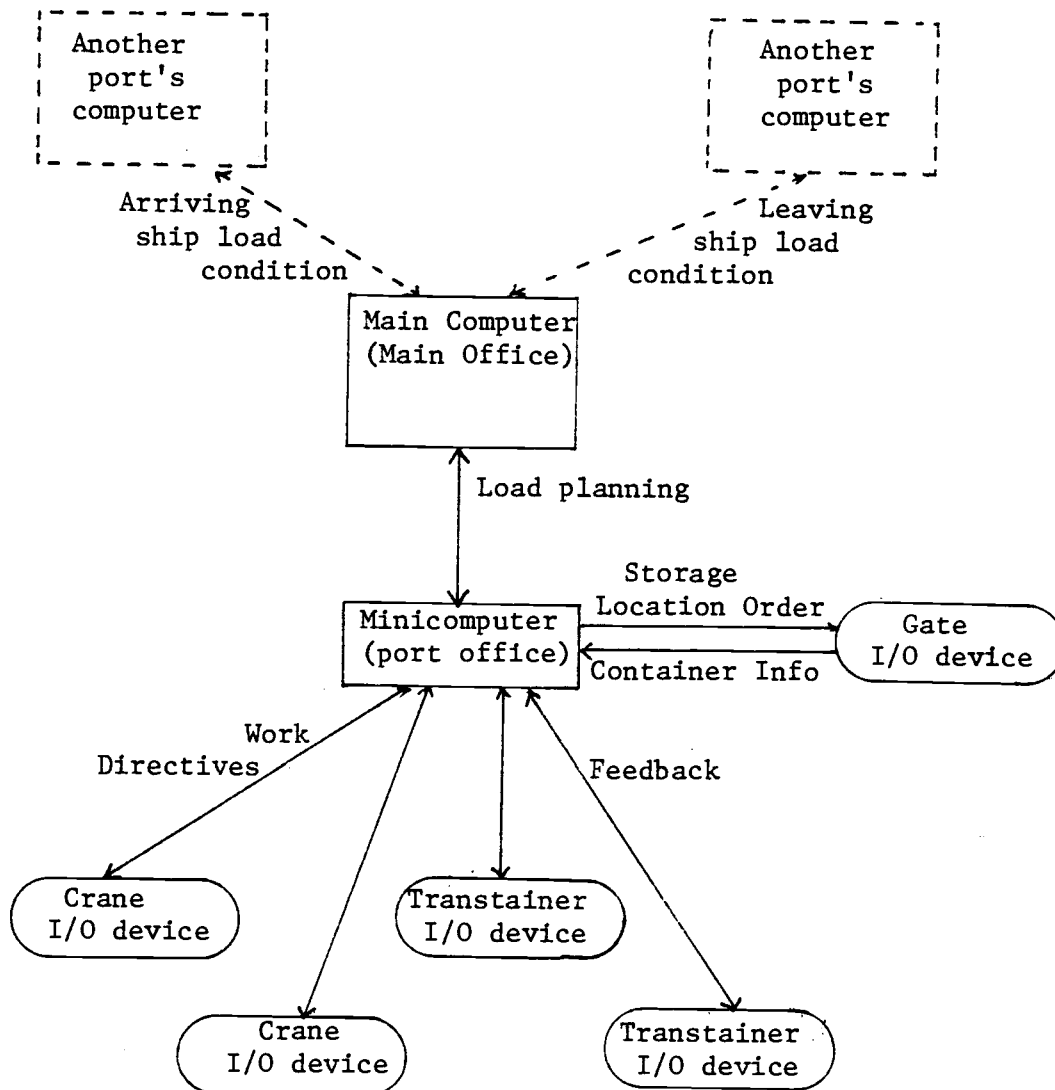 Another
port's
computer
Another
port's
computer
Arriving
ship load
condition
Leaving
ship load
condition
Main Computer
(Main Office)
Load planning
Storage
Location Order
Minicomputer
(port office)
Gate
I/O device
Container Info
Work
Directives
Feedback
Crane
I/O device
Transtainer
I/O device
Crane
I/O device
Transtainer
I/O device